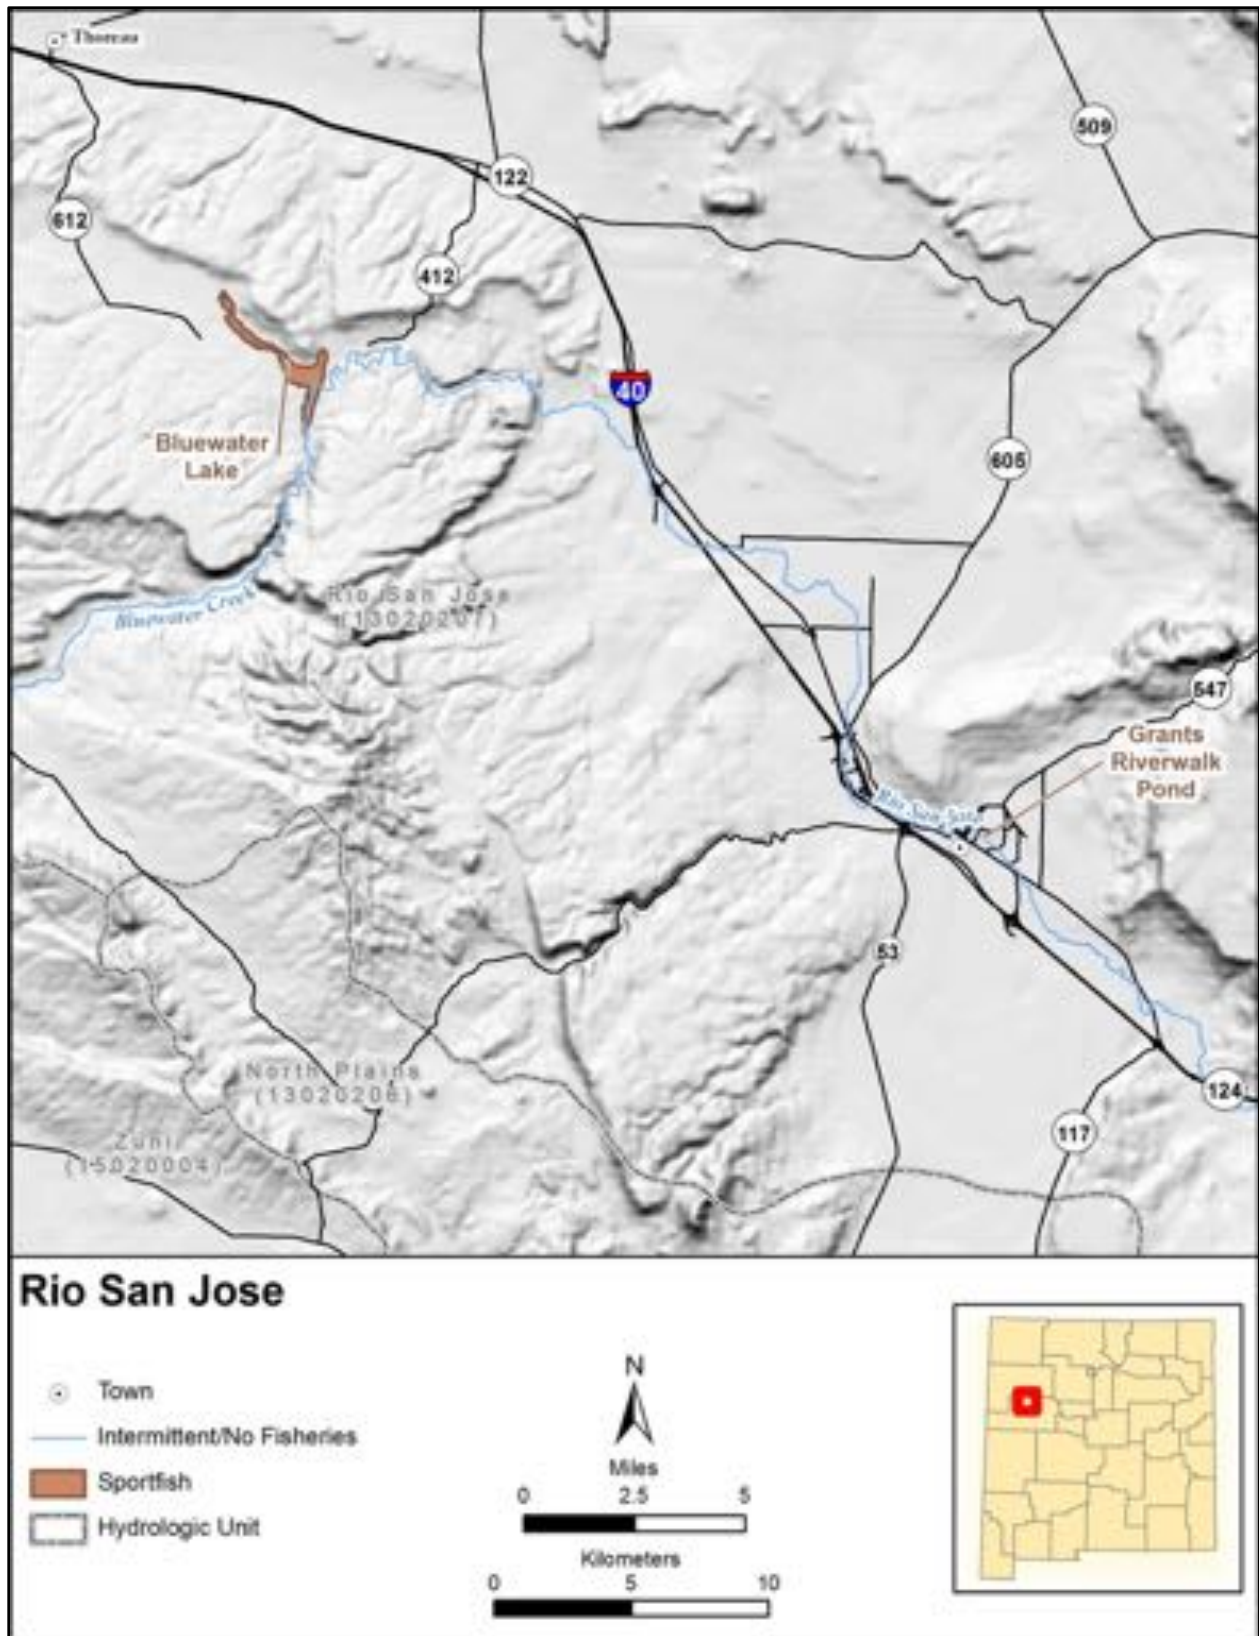 Thoreau
509
122
612
412
40
Bluewater
Lake
605
Rio San Jose
(13020207)
Bluewater Creek
547
Grants
Riverwalk
Pond
Rio San Jose
53
North Plains
(13020206)
124
117
Zuni
(15020004)
Rio San Jose
Town
Intermittent/No Fisheries
Sportfish
Hydrologic Unit
N
Miles
0 2.5 5
Kilometers
0 5 10